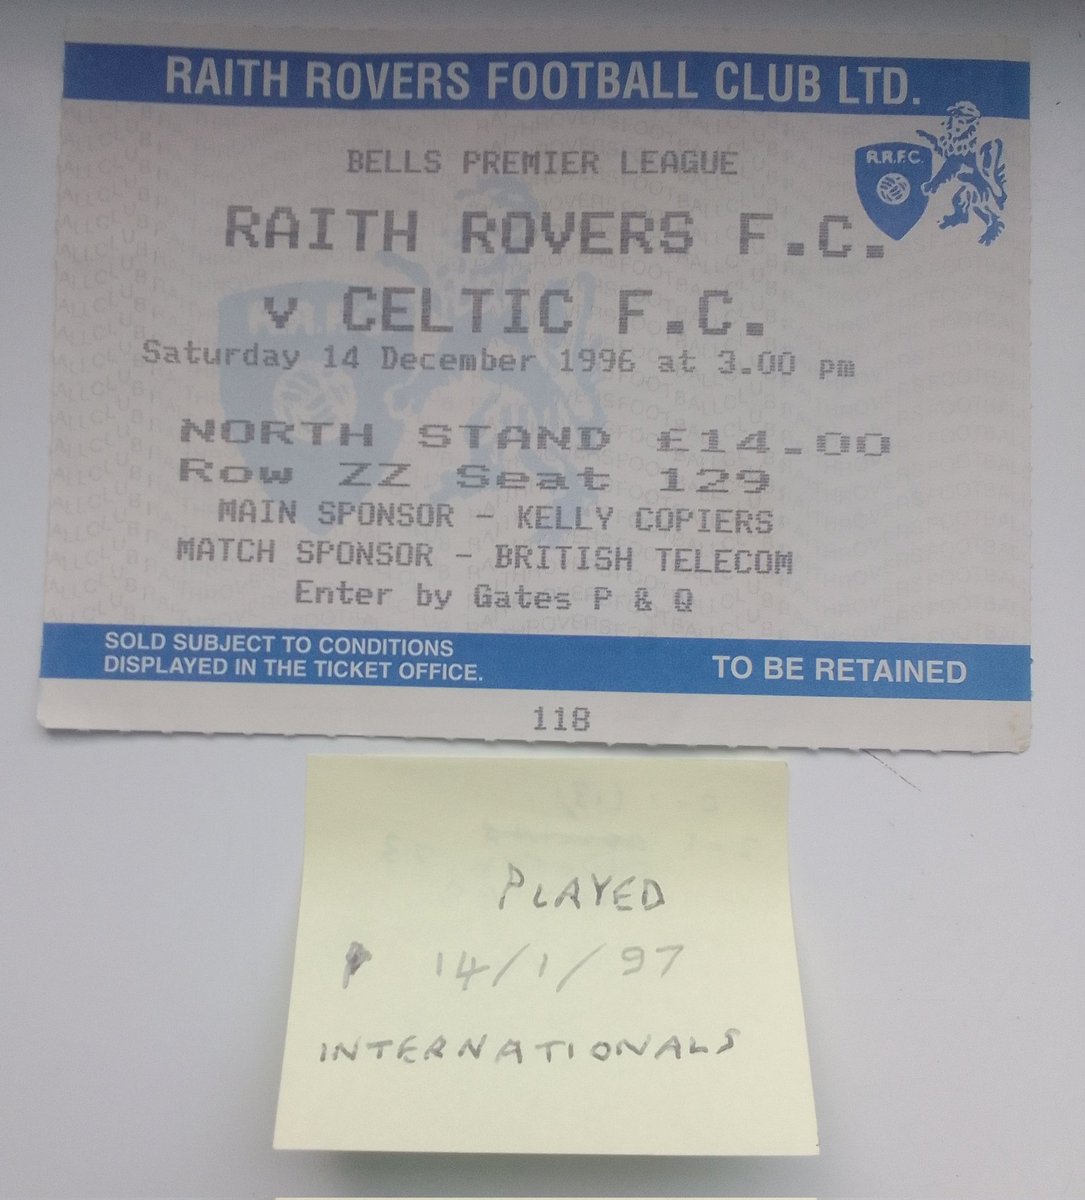 RAITH ROVERS FOOTBALL CLUB LTD.
BELLS PREMIER LEAGUE
R.R.F.C.
RAITH ROVERS F.C.
v CELTIC F.C.
Saturday 14 December 1996 at 3.00 pm
NORTH STAND £14.00
Row ZZ Seat 129
MAIN SPONSOR - KELLY COPIERS
MATCH SPONSOR - BRITISH TELECOM
Enter by Gates P & Q
SOLD SUBJECT TO CONDITIONS
DISPLAYED IN THE TICKET OFFICE.
TO BE RETAINED
118
PLAYED
14/1/97
INTERNATIONALS